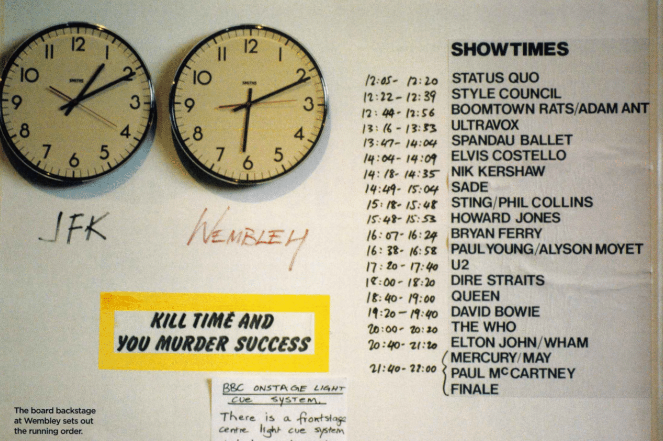 12 1 2 3 4 5 6 7 8 9 10
12 1 2 3 4 5 6 7 8 9 10
JFK
WEMBLEY
KILL TIME AND
YOU MURDER SUCCESS
BBC ONSTAGE LIGHT
CUE SYSTEM.
There is a frontstage
centre light cue system
SHOWTIMES
12:05 - 12:20 STATUS QUO
12:22 - 12:39 STYLE COUNCIL
12:44 - 12:56 BOOMTOWN RATS/ADAM ANT
13:16 - 13:53 ULTRAVOX
13:47 - 14:04 SPANDAU BALLET
14:04 - 14:09 ELVIS COSTELLO
14:18 - 14:35 NIK KERSHAW
14:49 - 15:04 SADE
15:18 - 15:48 STING/PHIL COLLINS
15:48 - 15:53 HOWARD JONES
16:07 - 16:24 BRYAN FERRY
16:38 - 16:58 PAUL YOUNG/ALYSON MOYET
17:20 - 17:40 U2
18:00 - 18:20 DIRE STRAITS
18:40 - 19:00 QUEEN
19:20 - 19:40 DAVID BOWIE
20:00 - 20:20 THE WHO
20:40 - 21:20 ELTON JOHN/WHAM
MERCURY/MAY
21:40 - 22:00 PAUL McCARTNEY
FINALE
The board backstage
at Wembley sets out
the running order.